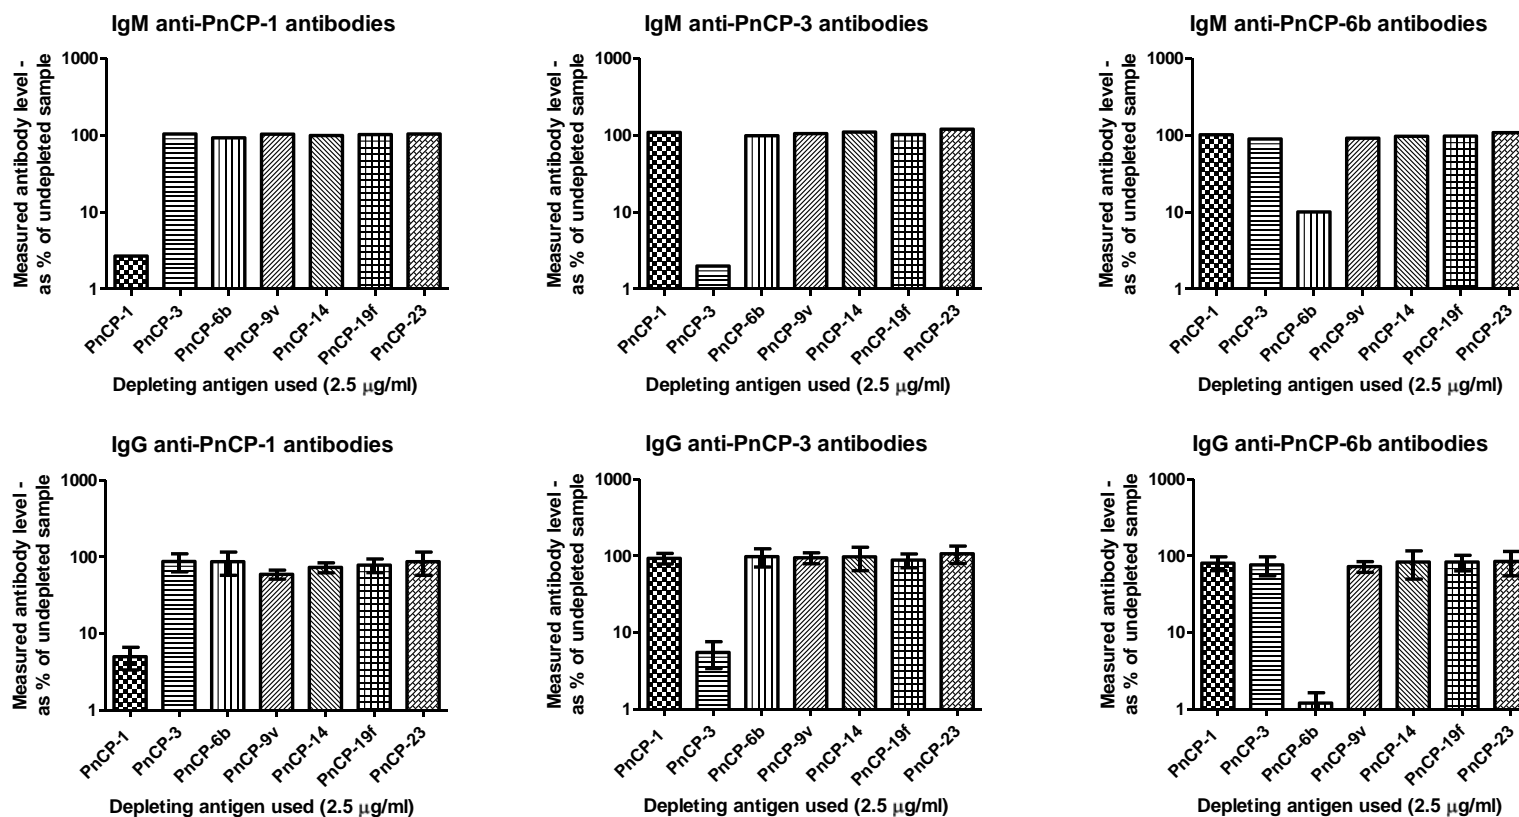 IgM anti-PnCP-1 antibodies
Measured antibody level -
as % of undepleted sample
1000
100
10
1
PnCP-1
PnCP-3
PnCP-6b
PnCP-9v
PnCP-14
PnCP-19f
PnCP-23
Depleting antigen used (2.5 μg/ml)
IgM anti-PnCP-3 antibodies
Measured antibody level -
as % of undepleted sample
1000
100
10
1
PnCP-1
PnCP-3
PnCP-6b
PnCP-9v
PnCP-14
PnCP-19f
PnCP-23
Depleting antigen used (2.5 μg/ml)
IgM anti-PnCP-6b antibodies
Measured antibody level -
as % of undepleted sample
1000
100
10
1
PnCP-1
PnCP-3
PnCP-6b
PnCP-9v
PnCP-14
PnCP-19f
PnCP-23
Depleting antigen used (2.5 μg/ml)
IgG anti-PnCP-1 antibodies
Measured antibody level -
as % of undepleted sample
1000
100
10
1
PnCP-1
PnCP-3
PnCP-6b
PnCP-9v
PnCP-14
PnCP-19f
PnCP-23
Depleting antigen used (2.5 μg/ml)
IgG anti-PnCP-3 antibodies
Measured antibody level -
as % of undepleted sample
1000
100
10
1
PnCP-1
PnCP-3
PnCP-6b
PnCP-9v
PnCP-14
PnCP-19f
PnCP-23
Depleting antigen used (2.5 μg/ml)
IgG anti-PnCP-6b antibodies
Measured antibody level -
as % of undepleted sample
1000
100
10
1
PnCP-1
PnCP-3
PnCP-6b
PnCP-9v
PnCP-14
PnCP-19f
PnCP-23
Depleting antigen used (2.5 μg/ml)